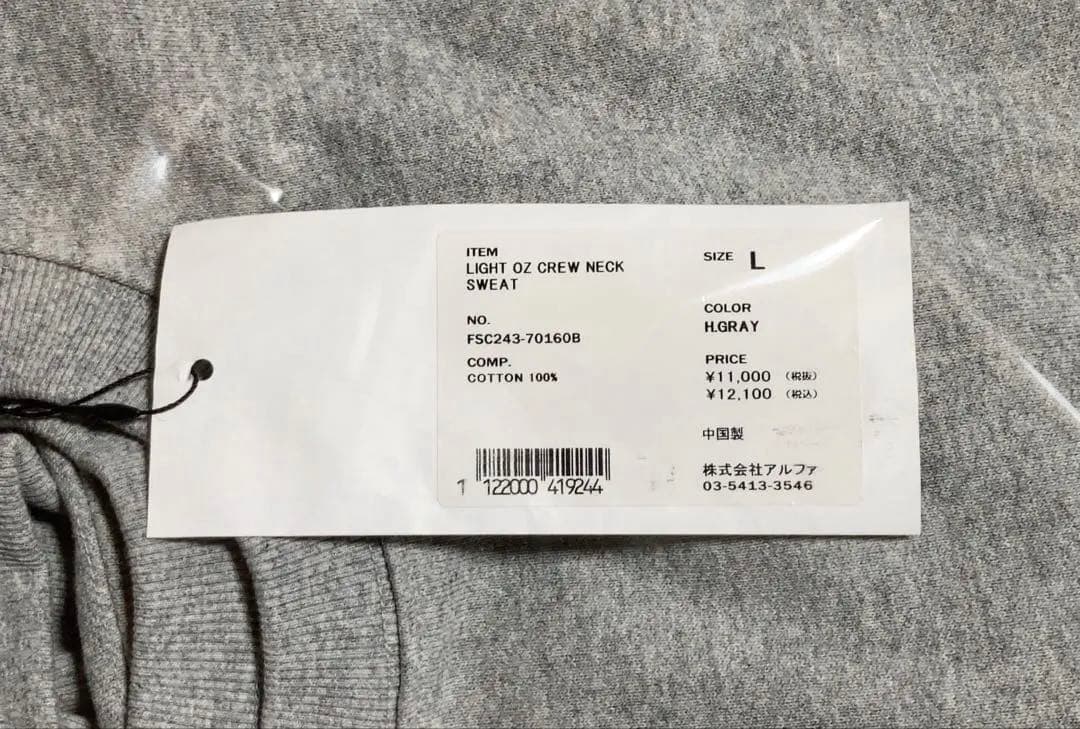 ITEM
LIGHT OZ CREW NECK
SWEAT
NO.
FSC243-70160B
COMP.
COTTON 100%
1 122000 419244
SIZE L
COLOR
H.GRAY
PRICE
¥11,000 (税抜)
¥12,100 (税込)
中国製
株式会社アルファ
03-5413-3546